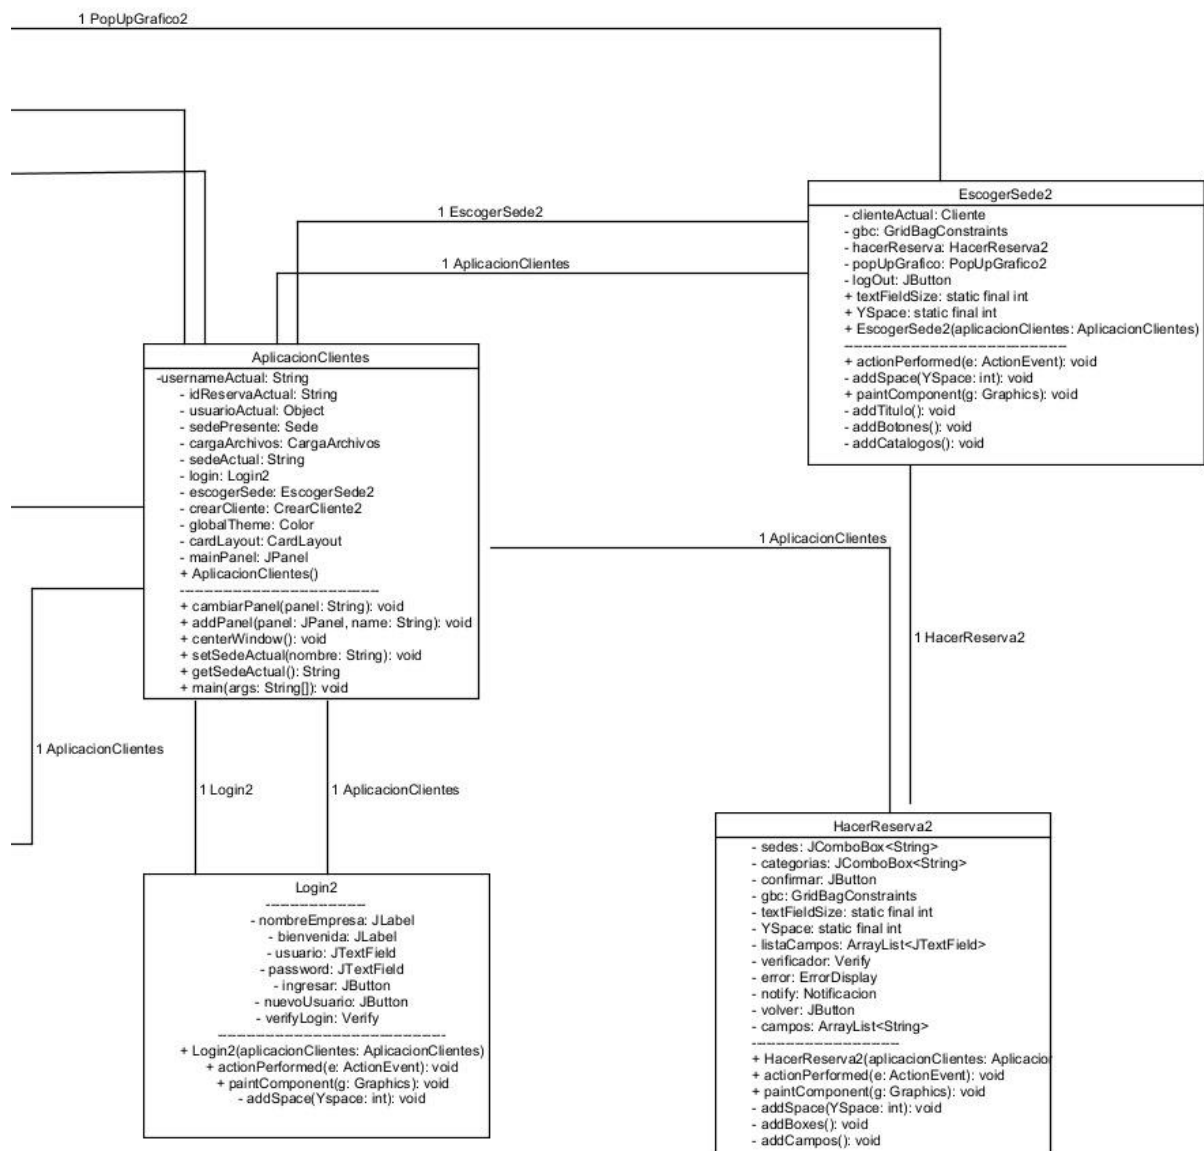 1 PopUpGrafico2
1 EscogerSede2
1 AplicacionClientes
EscogerSede2
- clienteActual: Cliente
- gbc: GridBagConstraints
- hacerReserva: HacerReserva2
- popUpGrafico: PopUpGrafico2
- logOut: JButton
+ textFieldSize: static final int
+ YSpace: static final int
+ EscogerSede2(aplicacionClientes: AplicacionClientes)
----------------------------------------------
+ actionPerformed(e: ActionEvent): void
- addSpace(YSpace: int): void
+ paintComponent(g: Graphics): void
- addTitulo(): void
- addBotones(): void
- addCatalogos(): void
AplicacionClientes
-usernameActual: String
- idReservaActual: String
- usuarioActual: Object
- sedePresente: Sede
- cargaArchivos: CargaArchivos
- sedeActual: String
- login: Login2
- escogerSede: EscogerSede2
- crearCliente: CrearCliente2
- globalTheme: Color
- cardLayout: CardLayout
- mainPanel: JPanel
+ AplicacionClientes()
-----------------------------------------
+ cambiarPanel(panel: String): void
+ addPanel(panel: JPanel, name: String): void
+ centerWindow(): void
+ setSedeActual(nombre: String): void
+ getSedeActual(): String
+ main(args: String[]): void
1 AplicacionClientes
1 HacerReserva2
1 AplicacionClientes
1 Login2
1 AplicacionClientes
Login2
---------------------
- nombreEmpresa: JLabel
- bienvenida: JLabel
- usuario: JTextField
- password: JTextField
- ingresar: JButton
- nuevoUsuario: JButton
- verifyLogin: Verify
-----------------------------------------------
+ Login2(aplicacionClientes: AplicacionClientes)
+ actionPerformed(e: ActionEvent): void
+ paintComponent(g: Graphics): void
- addSpace(Yspace: int): void
HacerReserva2
- sedes: JComboBox<String>
- categorias: JComboBox<String>
- confirmar: JButton
- gbc: GridBagConstraints
- textFieldSize: static final int
- YSpace: static final int
- listaCampos: ArrayList<JTextField>
- verificador: Verify
- error: ErrorDisplay
- notify: Notificacion
- volver: JButton
- campos: ArrayList<String>
-------------------------------
+ HacerReserva2(aplicacionClientes: Aplicacior
+ actionPerformed(e: ActionEvent): void
+ paintComponent(g: Graphics): void
- addSpace(YSpace: int): void
- addBoxes(): void
- addCampos(): void